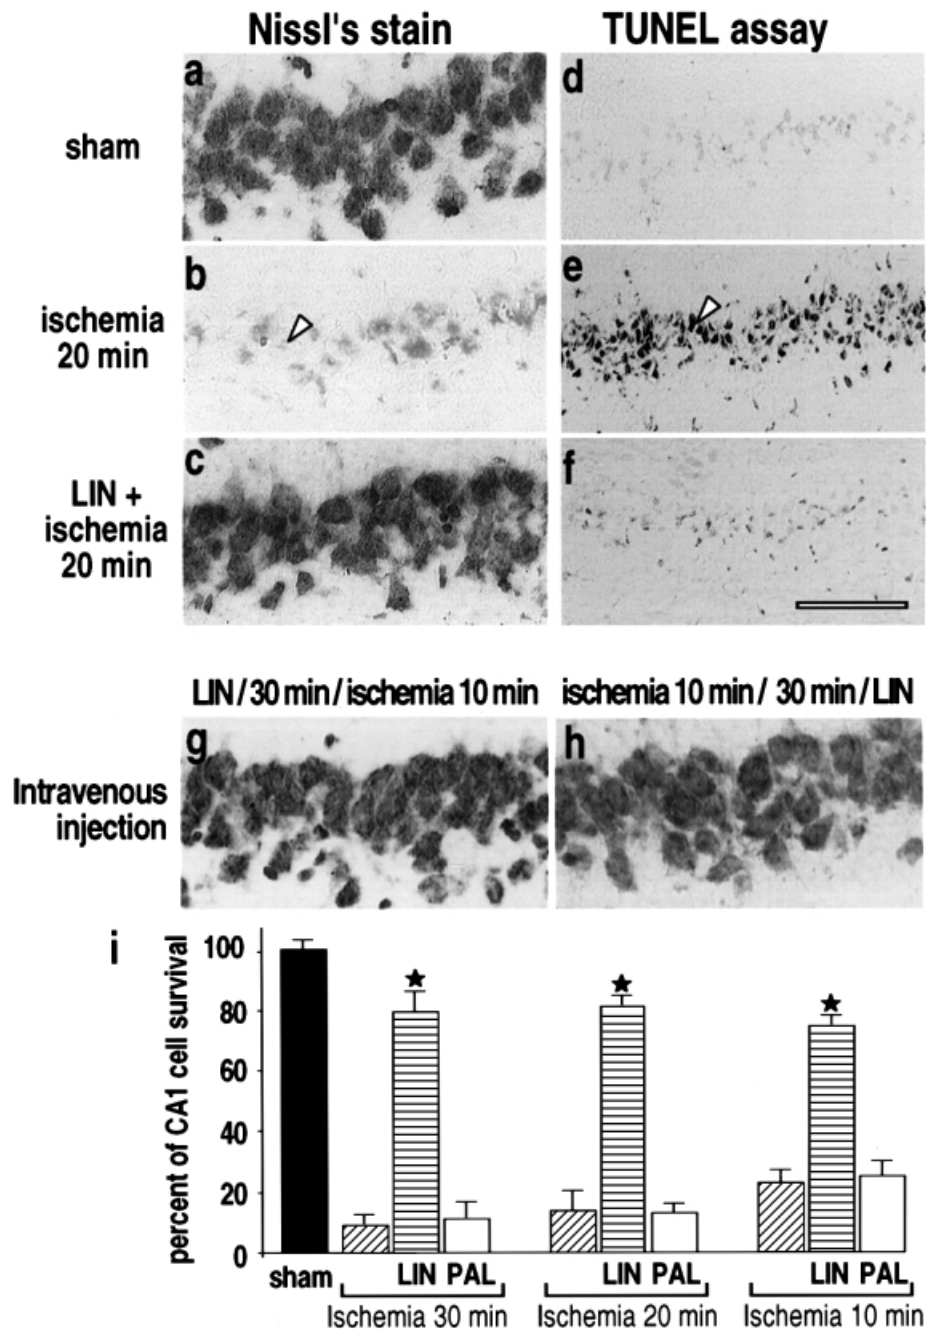 Nissl's stain TUNEL assay
a d
sham
b e
ischemia
20 min
c f
LIN +
ischemia
20 min
LIN / 30 min / ischemia 10 min ischemia 10 min / 30 min / LIN
g h
Intravenous
injection
i
percent of CA1 cell survival
100
80
60
40
20
0
sham LIN PAL LIN PAL LIN PAL
Ischemia 30 min Ischemia 20 min Ischemia 10 min